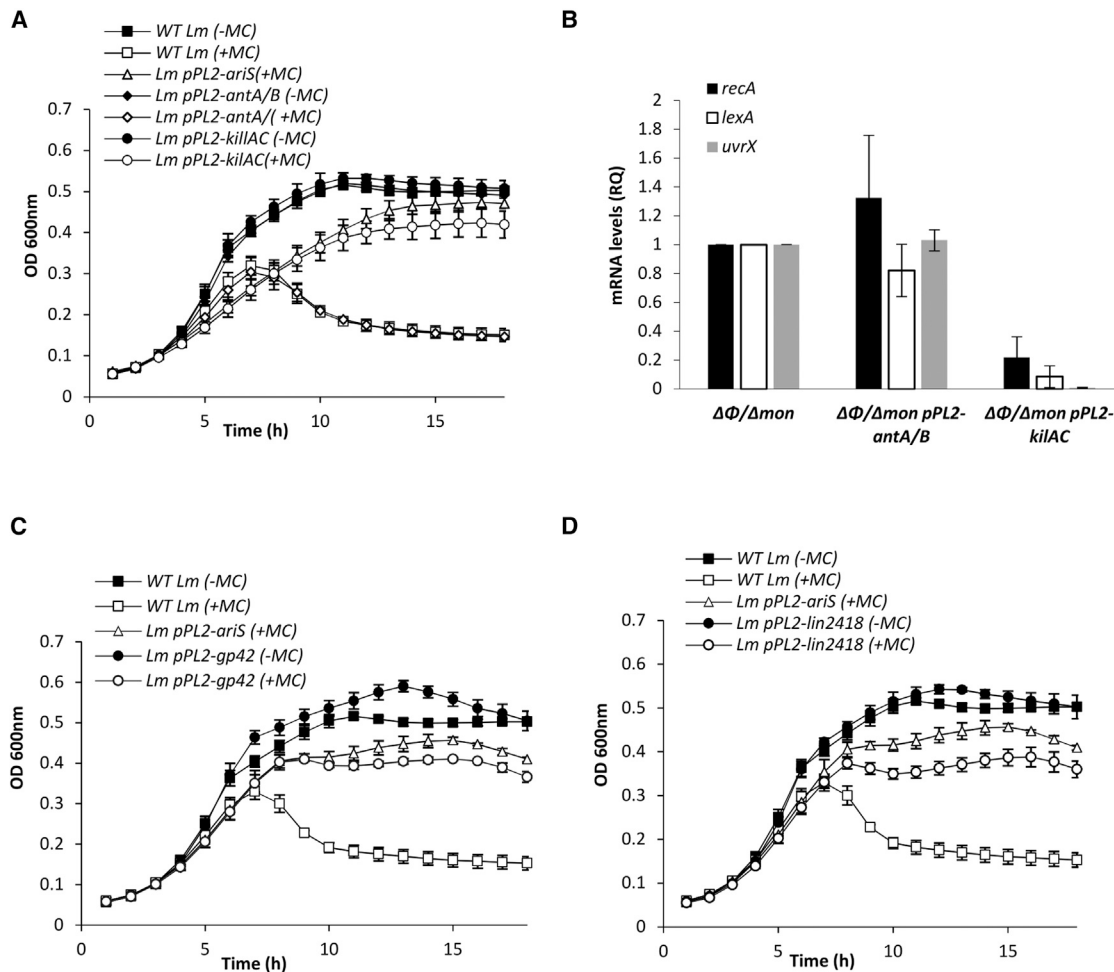 A
WT Lm (-MC)
WT Lm (+MC)
Lm pPL2-ariS(+MC)
Lm pPL2-antA/B (-MC)
Lm pPL2-antA/( +MC)
Lm pPL2-killAC (-MC)
Lm pPL2-kilAC(+MC)
0.7
0.6
0.5
0.4
0.3
0.2
0.1
0
OD 600nm
0 5 10 15
Time (h)
B
recA
lexA
uvrX
2
1.8
1.6
1.4
1.2
1
0.8
0.6
0.4
0.2
0
mRNA levels (RQ)
ΔΦ/Δmon
ΔΦ/Δmon pPL2-
antA/B
ΔΦ/Δmon pPL2-
kilAC
C
WT Lm (-MC)
WT Lm (+MC)
Lm pPL2-ariS (+MC)
Lm pPL2-gp42 (-MC)
Lm pPL2-gp42 (+MC)
0.7
0.6
0.5
0.4
0.3
0.2
0.1
0
OD 600nm
0 5 10 15
Time (h)
D
WT Lm (-MC)
WT Lm (+MC)
Lm pPL2-ariS (+MC)
Lm pPL2-lin2418 (-MC)
Lm pPL2-lin2418 (+MC)
0.7
0.6
0.5
0.4
0.3
0.2
0.1
0
OD 600nm
0 5 10 15
Time (h)